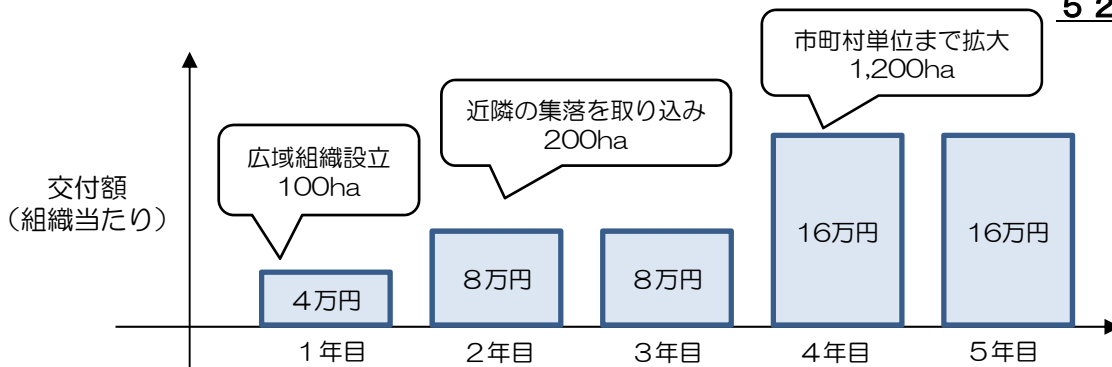 ５２
市町村単位まで拡大
1,200ha
近隣の集落を取り込み
200ha
広域組織設立
100ha
交付額
（組織当たり）
４万円
８万円
８万円
16万円
16万円
１年目
２年目
３年目
４年目
５年目